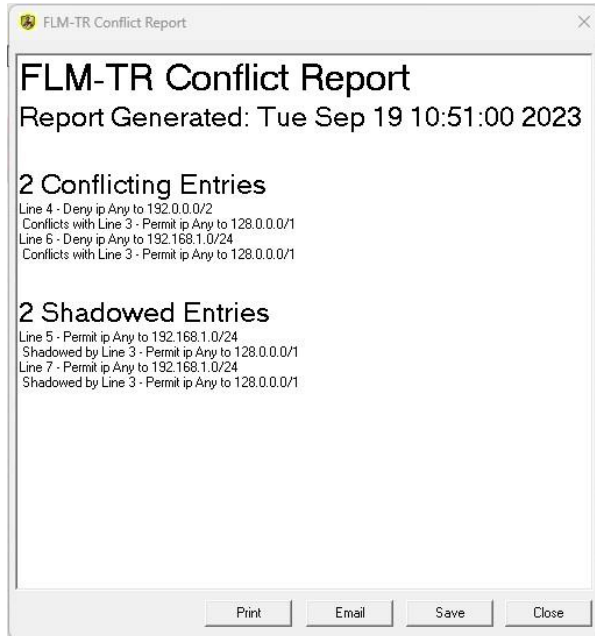 FLM-TR Conflict Report
FLM-TR Conflict Report
Report Generated: Tue Sep 19 10:51:00 2023
2 Conflicting Entries
Line 4 - Deny ip Any to 192.0.0.0/2
Conflicts with Line 3 - Permit ip Any to 128.0.0.0/1
Line 6 - Deny ip Any to 192.168.1.0/24
Conflicts with Line 3 - Permit ip Any to 128.0.0.0/1
2 Shadowed Entries
Line 5 - Permit ip Any to 192.168.1.0/24
Shadowed by Line 3 - Permit ip Any to 128.0.0.0/1
Line 7 - Permit ip Any to 192.168.1.0/24
Shadowed by Line 3 - Permit ip Any to 128.0.0.0/1
Print Email Save Close